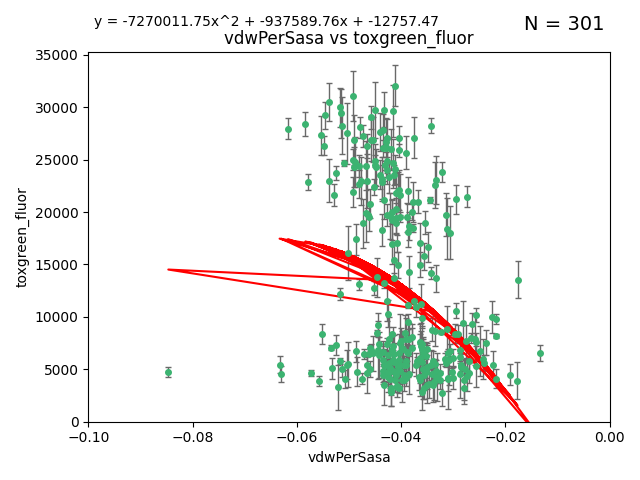 y = -7270011.75x^2 + -937589.76x + -12757.47
N = 301
vdwPerSasa vs toxgreen_fluor
35000
30000
25000
20000
15000
10000
5000
0
toxgreen_fluor
−0.10
−0.08
−0.06
−0.04
−0.02
0.00
vdwPerSasa